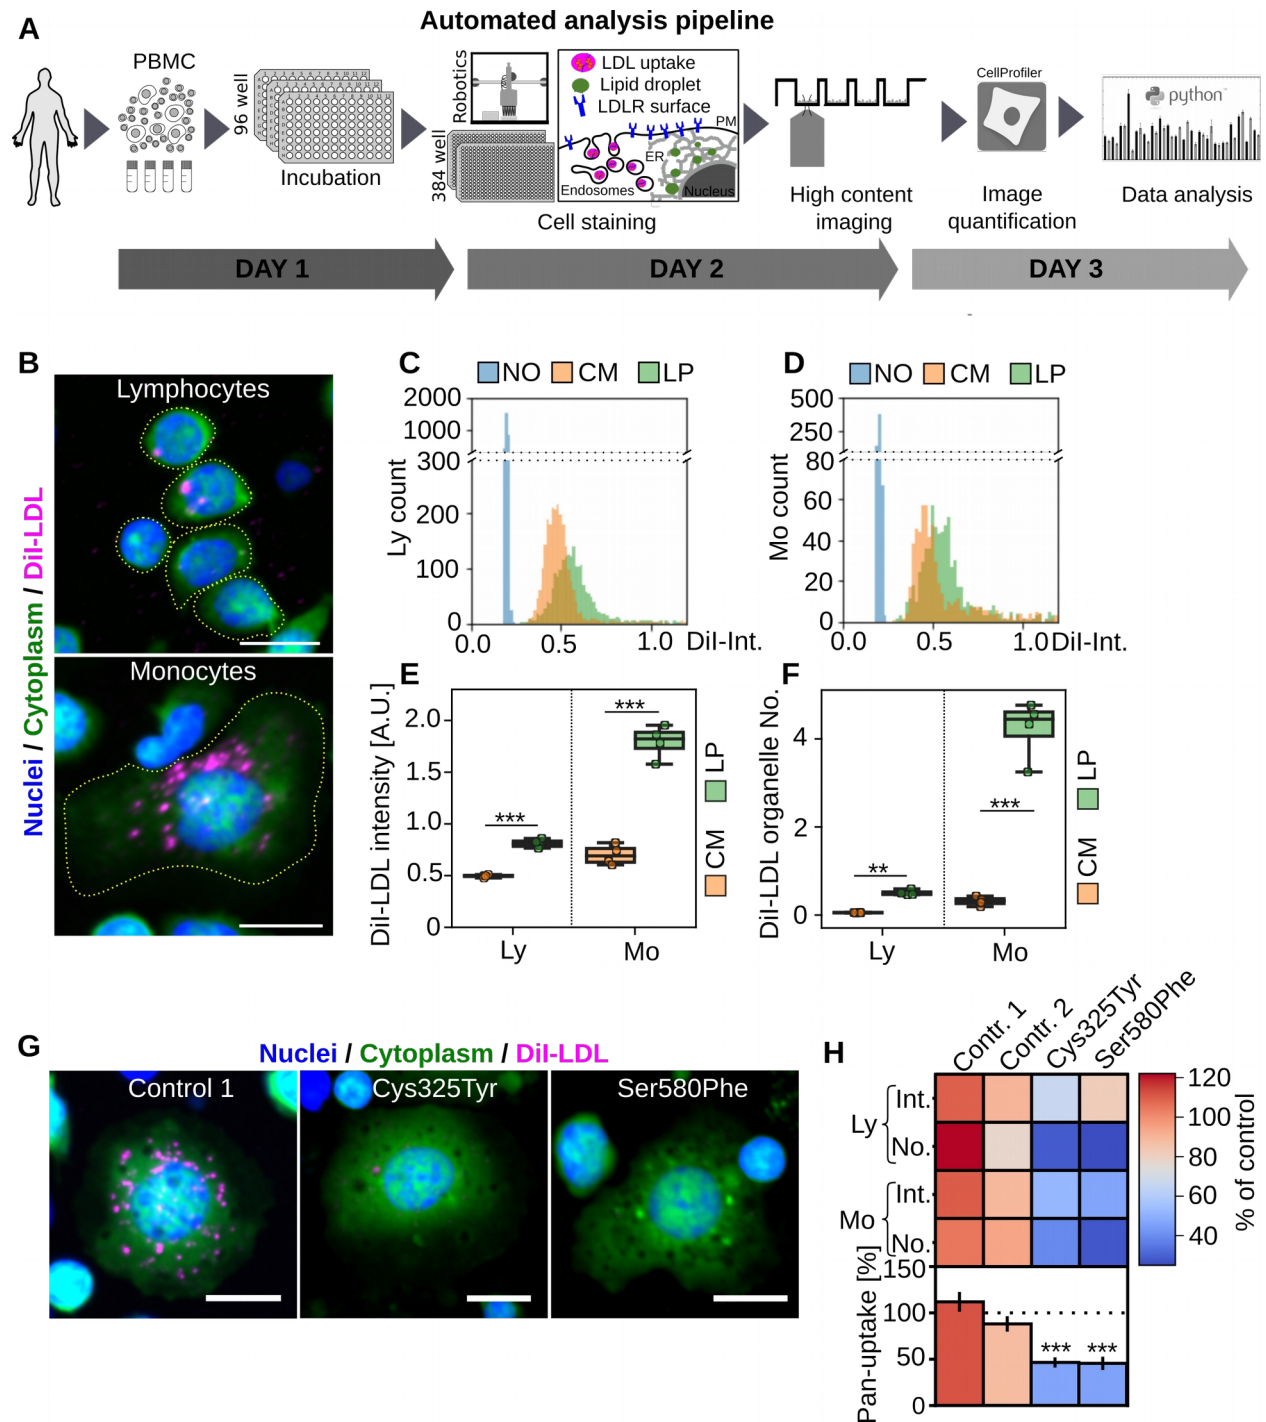 A
Automated analysis pipeline
PBMC
96 well
Incubation
Robotics
384 well
LDL uptake
Lipid droplet
LDLR surface
PM
ER
Endosomes
Nucleus
Cell staining
High content
imaging
CellProfiler
Image
quantification
python
Data analysis
DAY 1
DAY 2
DAY 3
B
Nuclei / Cytoplasm / DiI-LDL
Lymphocytes
Monocytes
C
NO CM LP
2000
1000
300
200
100
0
Ly count
0.0 0.5 1.0 DiI-Int.
D
NO CM LP
500
250
80
60
40
20
0
Mo count
0.0 0.5 1.0 DiI-Int.
E
DiI-LDL intensity [A.U.]
2.0
1.5
1.0
0.5
0
***
***
Ly Mo
CM LP
F
DiI-LDL organelle No.
4
2
0
**
***
Ly Mo
CM LP
G
Nuclei / Cytoplasm / DiI-LDL
Control 1
Cys325Tyr
Ser580Phe
H
Contr. 1
Contr. 2
Cys325Tyr
Ser580Phe
Ly
Int.
No.
Mo
Int.
No.
120
100
80
60
40
% of control
Pan-uptake [%]
150
100
50
0
*** ***